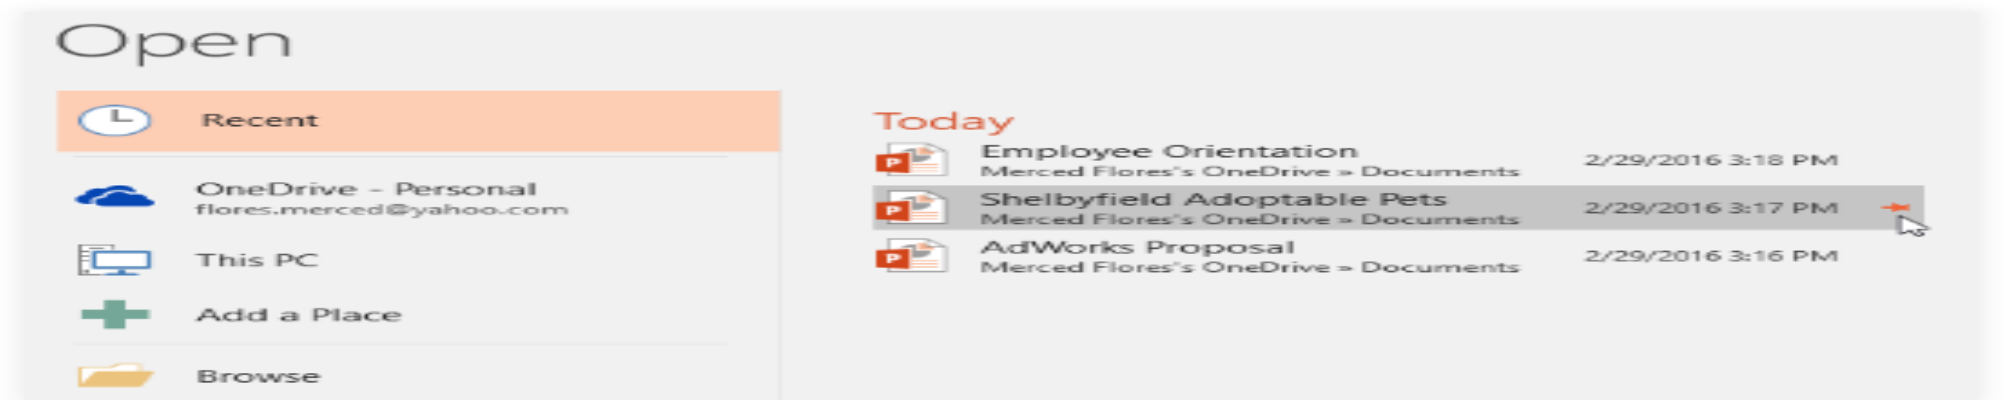 Open
Recent
OneDrive - Personal
flores.merced@yahoo.com
This PC
Add a Place
Browse
Today
Employee Orientation
Merced Flores's OneDrive » Documents
2/29/2016 3:18 PM
Shelbyfield Adoptable Pets
Merced Flores's OneDrive » Documents
2/29/2016 3:17 PM
AdWorks Proposal
Merced Flores's OneDrive » Documents
2/29/2016 3:16 PM